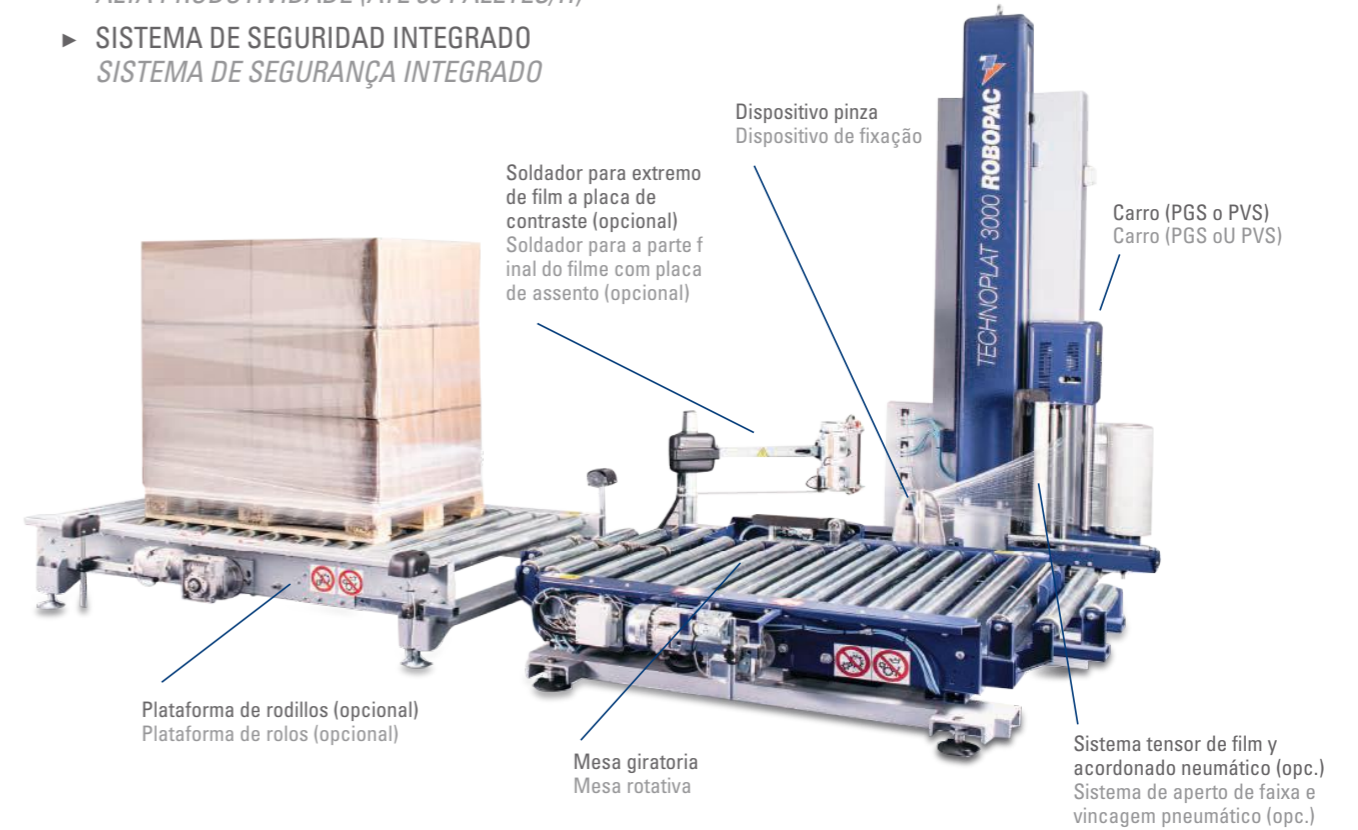 ALTA PRODUTIVIDADE (ATÉ
► SISTEMA DE SEGURIDAD INTEGRADO
SISTEMA DE SEGURANÇA INTEGRADO
Dispositivo pinza
Dispositivo de fixação
Soldador para extremo
de film a placa de
contraste (opcional)
Soldador para a parte f
inal do filme com placa
de assento (opcional)
TECHNOPLAT 3000 ROBOPAC
Carro (PGS o PVS)
Carro (PGS oU PVS)
Plataforma de rodillos (opcional)
Plataforma de rolos (opcional)
Mesa giratoria
Mesa rotativa
Sistema tensor de film y
acordonado neumático (opc.)
Sistema de aperto de faixa e
vincagem pneumático (opc.)